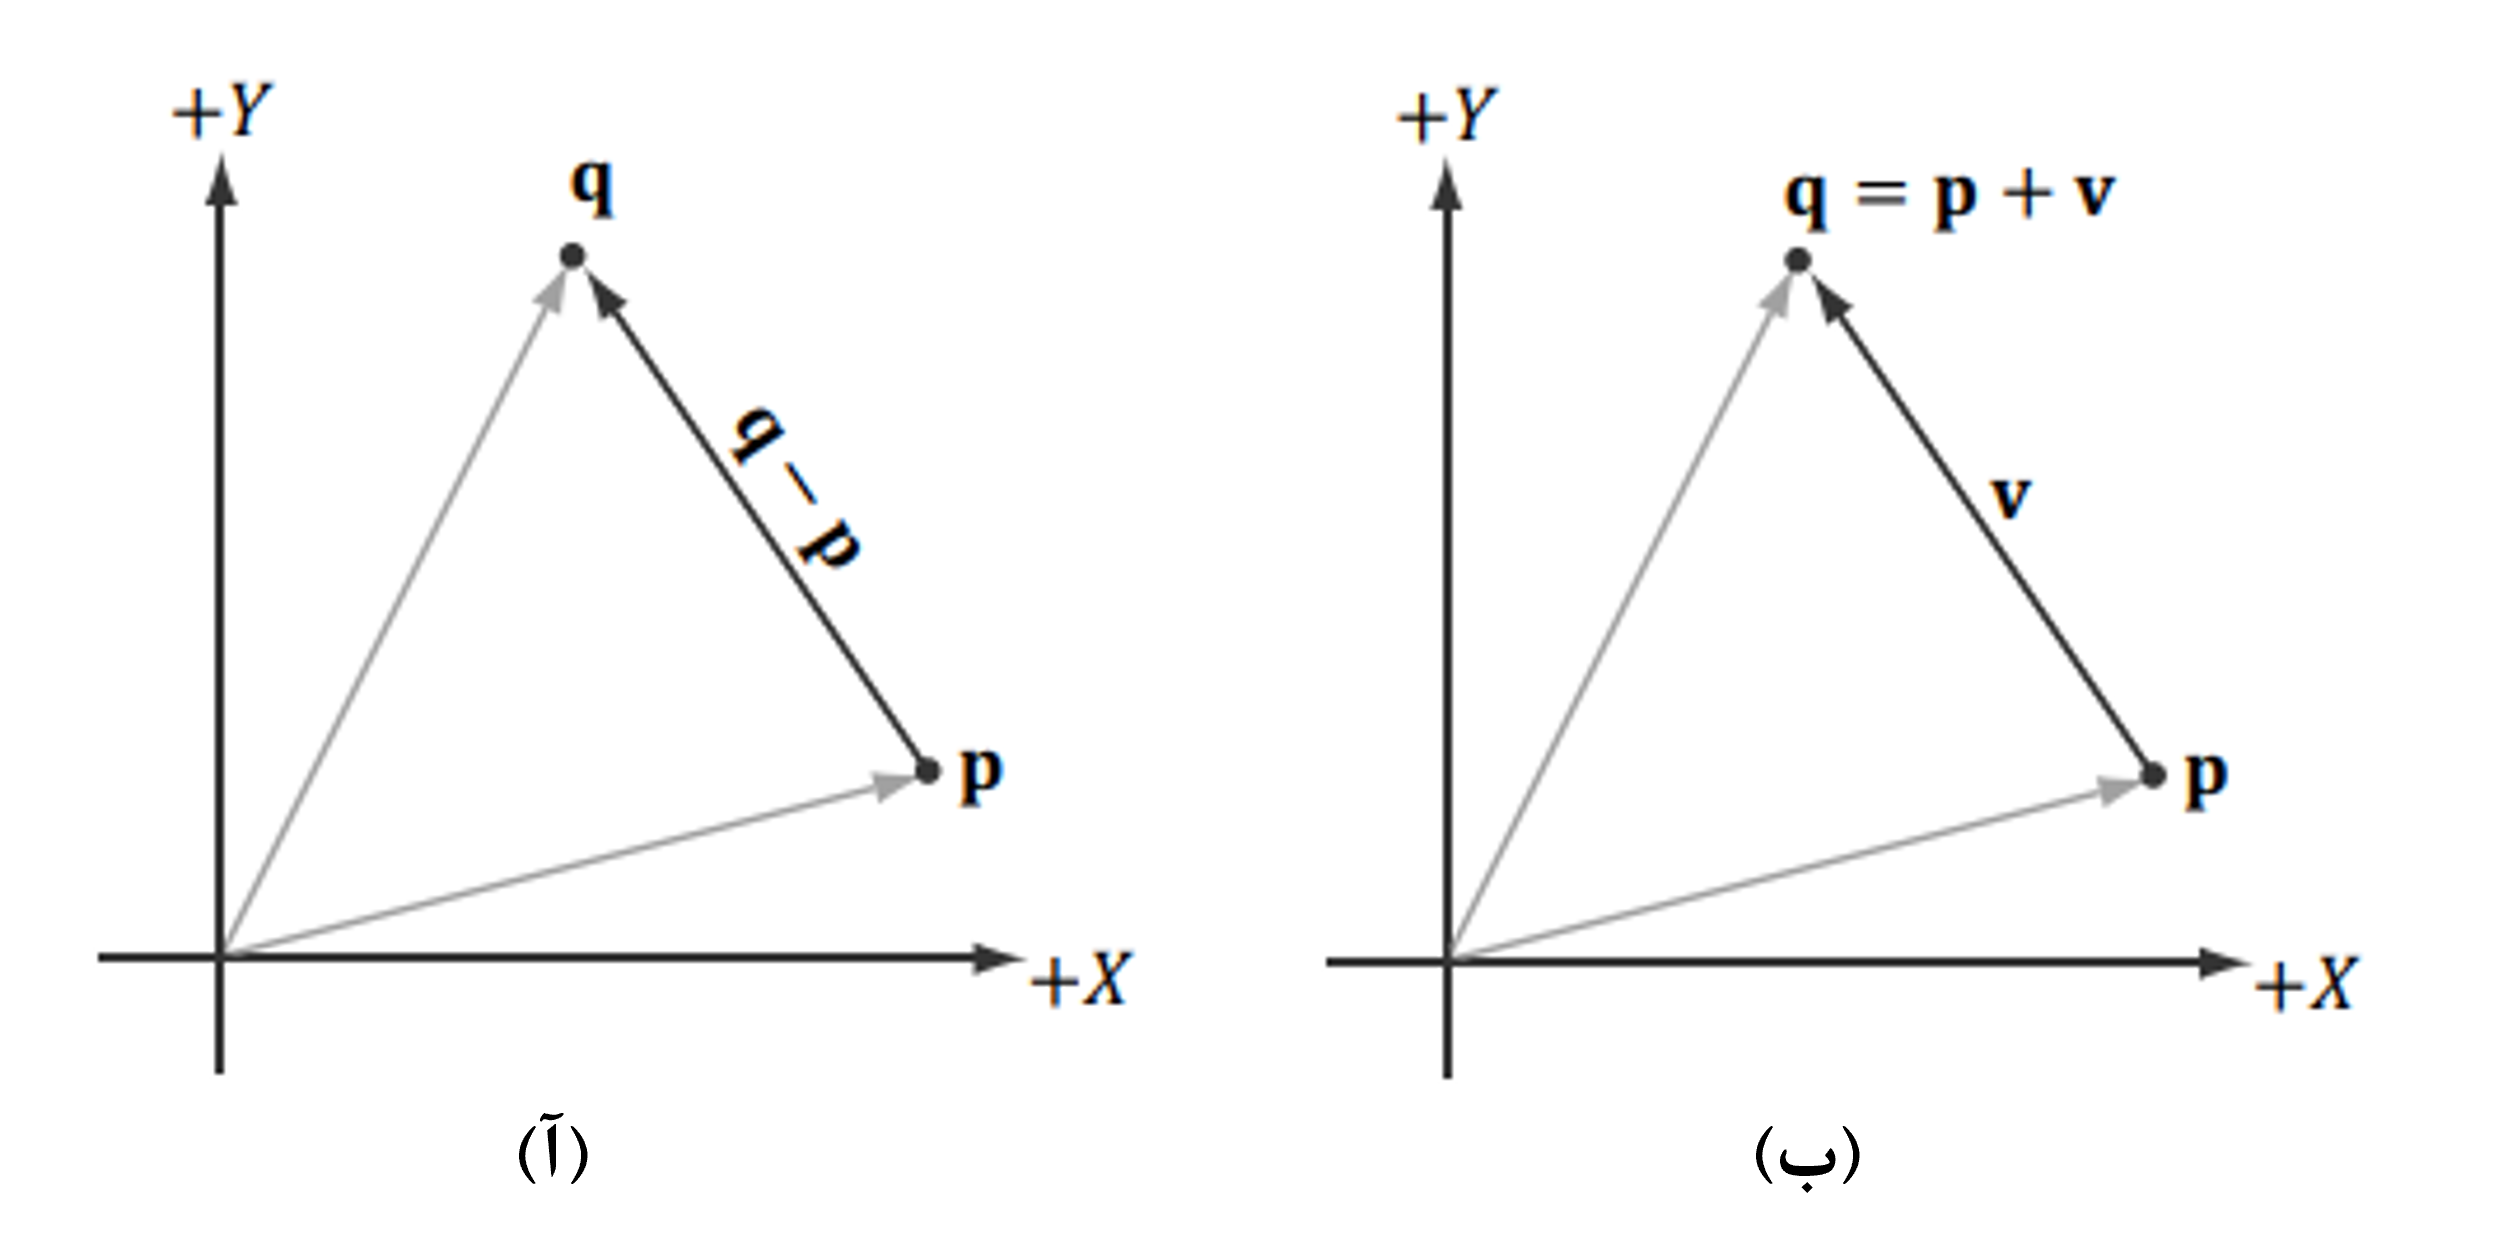 +Y
q
q − p
p
+X
(آ)
+Y
q = p + v
v
p
+X
(ب)